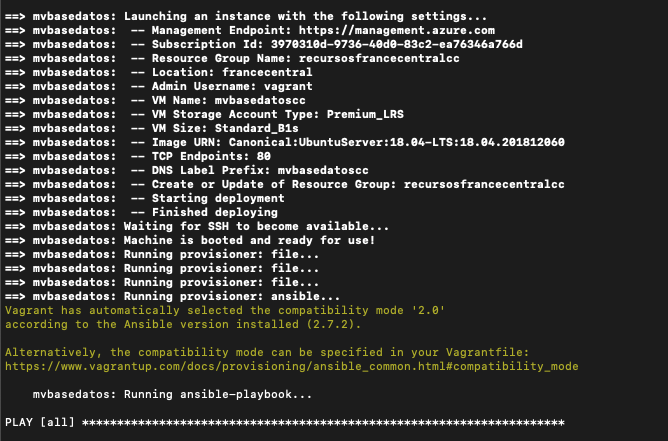 ==> mvbasedatos: Launching an instance with the following settings...
==> mvbasedatos:  -- Management Endpoint: https://management.azure.com
==> mvbasedatos:  -- Subscription Id: 3970310d-9736-40d0-83c2-ea76346a766d
==> mvbasedatos:  -- Resource Group Name: recursosfrancecentralcc
==> mvbasedatos:  -- Location: francecentral
==> mvbasedatos:  -- Admin Username: vagrant
==> mvbasedatos:  -- VM Name: mvbasedatoscc
==> mvbasedatos:  -- VM Storage Account Type: Premium_LRS
==> mvbasedatos:  -- VM Size: Standard_B1s
==> mvbasedatos:  -- Image URN: Canonical:UbuntuServer:18.04-LTS:18.04.201812060
==> mvbasedatos:  -- TCP Endpoints: 80
==> mvbasedatos:  -- DNS Label Prefix: mvbasedatoscc
==> mvbasedatos:  -- Create or Update of Resource Group: recursosfrancecentralcc
==> mvbasedatos:  -- Starting deployment
==> mvbasedatos:  -- Finished deploying
==> mvbasedatos: Waiting for SSH to become available...
==> mvbasedatos: Machine is booted and ready for use!
==> mvbasedatos: Running provisioner: file...
==> mvbasedatos: Running provisioner: file...
==> mvbasedatos: Running provisioner: file...
==> mvbasedatos: Running provisioner: ansible...
Vagrant has automatically selected the compatibility mode '2.0'
according to the Ansible version installed (2.7.2).
Alternatively, the compatibility mode can be specified in your Vagrantfile:
https://www.vagrantup.com/docs/provisioning/ansible_common.html#compatibility_mode
    mvbasedatos: Running ansible-playbook...
PLAY [all] *********************************************************************